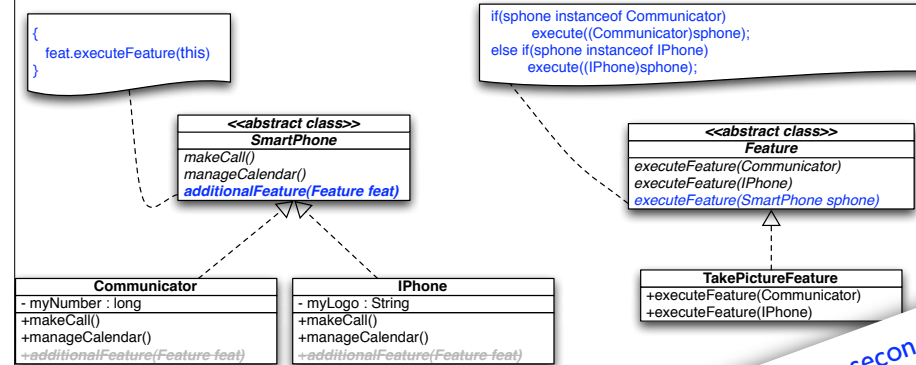 {
feat.executeFeature(this)
}
if(sphone instanceof Communicator)
execute((Communicator)sphone);
else if(sphone instanceof IPhone)
execute((IPhone)sphone);
<<abstract class>>
SmartPhone
makeCall()
manageCalendar()
additionalFeature(Feature feat)
<<abstract class>>
Feature
executeFeature(Communicator)
executeFeature(IPhone)
executeFeature(SmartPhone sphone)
Communicator
- myNumber : long
+makeCall()
+manageCalendar()
+additionalFeature(Feature feat)
IPhone
- myLogo : String
+makeCall()
+manageCalendar()
+additionalFeature(Feature feat)
TakePictureFeature
+executeFeature(Communicator)
+executeFeature(IPhone)